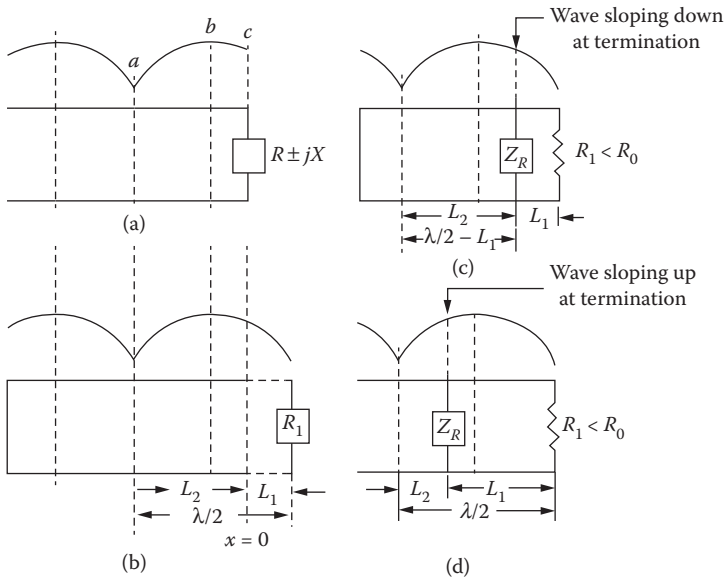 a
b
c
R ± jX
(a)
Wave sloping down
at termination
Z_R
R_1 < R_0
L_2
L_1
λ/2 – L_1
(c)
R_1
L_2
L_1
λ/2
x = 0
(b)
Wave sloping up
at termination
Z_R
R_1 < R_0
L_2
L_1
λ/2
(d)